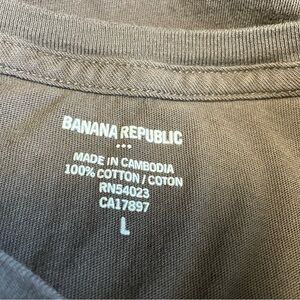 BANANA REPUBLIC
MADE IN CAMBODIA
100% COTTON / COTON
RN54023
CA17897
L